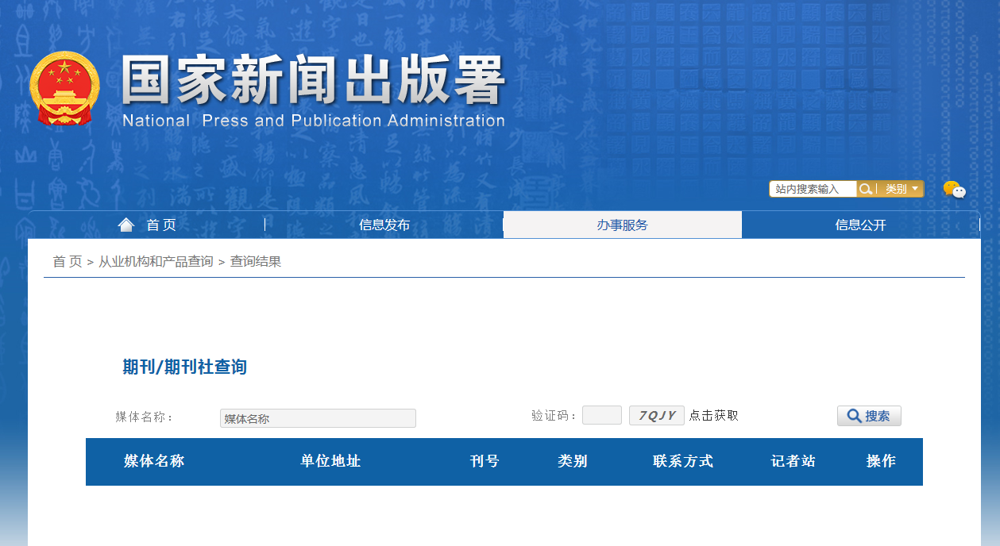 国家新闻出版署
National Press and Publication Administration
站内搜索输入 类别
首 页 信息发布 办事服务 信息公开
首 页 > 从业机构和产品查询 > 查询结果
期刊/期刊社查询
媒体名称： 媒体名称 验证码： 7QJY 点击获取 搜索
媒体名称 单位地址 刊号 类别 联系方式 记者站 操作